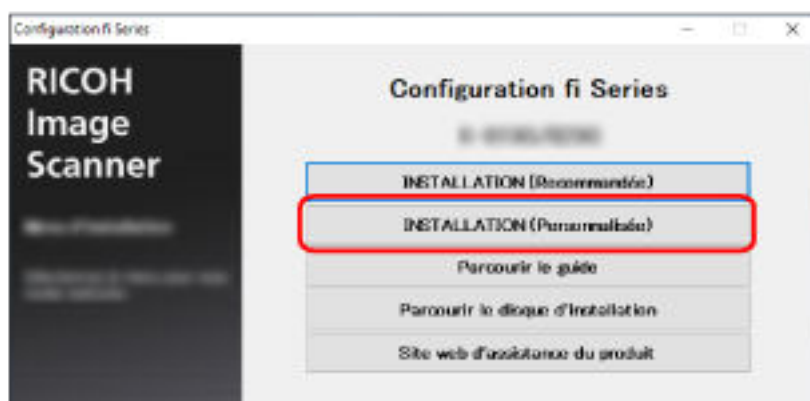 Configuration fi Series
RICOH
Image
Scanner
Configuration fi Series
INSTALLATION (Recommandée)
INSTALLATION (Personnalisée)
Parcourir le guide
Parcourir le disque d'installation
Site web d'assistance du produit